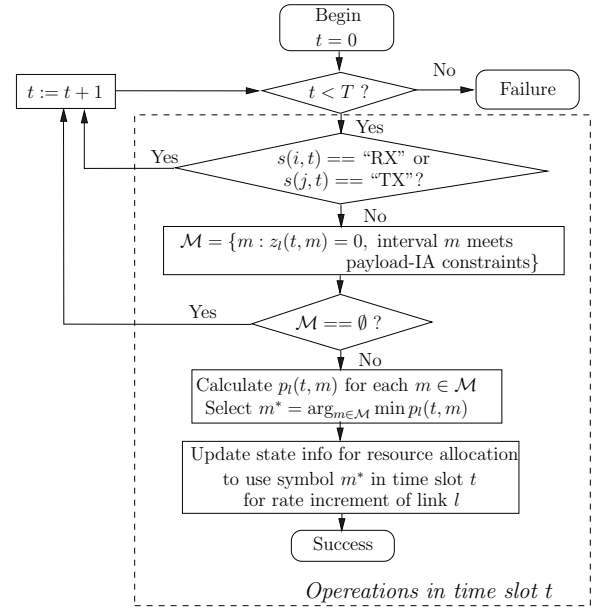 Begin
t = 0
t := t + 1
t < T ?
No
Failure
Yes
Yes
s(i, t) == “RX” or
s(j, t) == “TX”?
No
ℳ = {m : z_l(t, m) = 0, interval m meets
payload-IA constraints}
Yes
ℳ == ∅ ?
No
Calculate p_l(t, m) for each m ∈ ℳ
Select m* = arg_{m∈ℳ} min p_l(t, m)
Update state info for resource allocation
to use symbol m* in time slot t
for rate increment of link l
Success
Opereations in time slot t